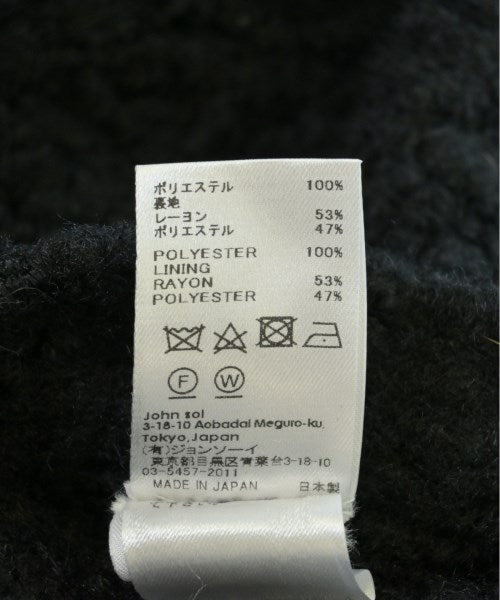 ポリエステル 100%
裏地
レーヨン 53%
ポリエステル 47%
POLYESTER 100%
LINING
RAYON 53%
POLYESTER 47%
F W
John sol
3-18-10 Aobadai Meguro-ku,
Tokyo,Japan
(有)ジョンソーイ
東京都目黒区青葉台3-18-10
03-5457-2011
MADE IN JAPAN 日本製